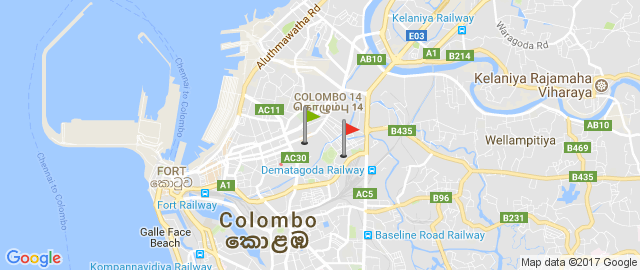 Kelaniya Railway
Waragoda Rd
E03
A1
B214
Aluthmawatha Rd
AB10
Kelaniya Rajamaha
Viharaya
Chennai to Colombo
COLOMBO 14
கொழும்பு 14
AC11
B435
AB10
Wellampitiya
B469
AC30
FORT
කොටුව
Dematagoda Railway
B435
A1
AC5
B96
Fort Railway
Chennai to Colombo
Colombo
කොළඹ
B231
Galle Face
Beach
Baseline Road Railway
Kompannavidiya Railway
Google
Map data ©2017 Google